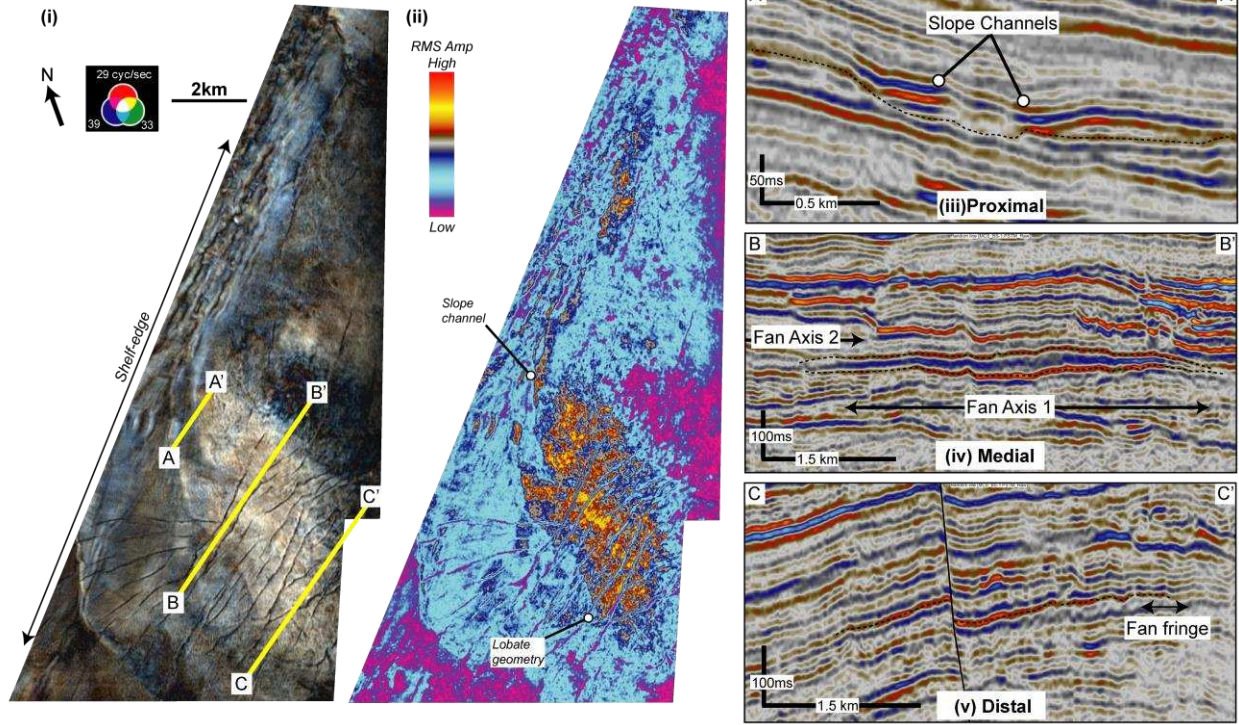 (i)
N
29 cyc/sec
39
33
2km
Shelf-edge
A'
B'
A
C'
B
C
(ii)
RMS Amp
High
Low
Slope
channel
Lobate
geometry
Slope Channels
50ms
0.5 km
(iii)Proximal
B
B'
Fan Axis 2
Fan Axis 1
100ms
1.5 km
(iv) Medial
C
C'
Fan fringe
100ms
1.5 km
(v) Distal